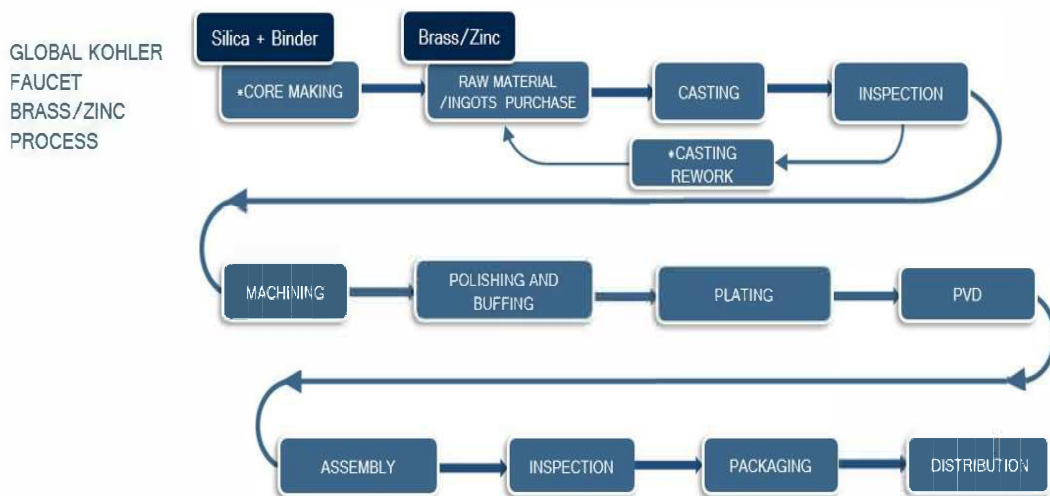 GLOBAL KOHLER
FAUCET
BRASS/ZINC
PROCESS
Silica + Binder
*CORE MAKING
Brass/Zinc
RAW MATERIAL
/INGOTS PURCHASE
CASTING
INSPECTION
*CASTING
REWORK
MACHINING
POLISHING AND
BUFFING
PLATING
PVD
ASSEMBLY
INSPECTION
PACKAGING
DISTRIBUTION